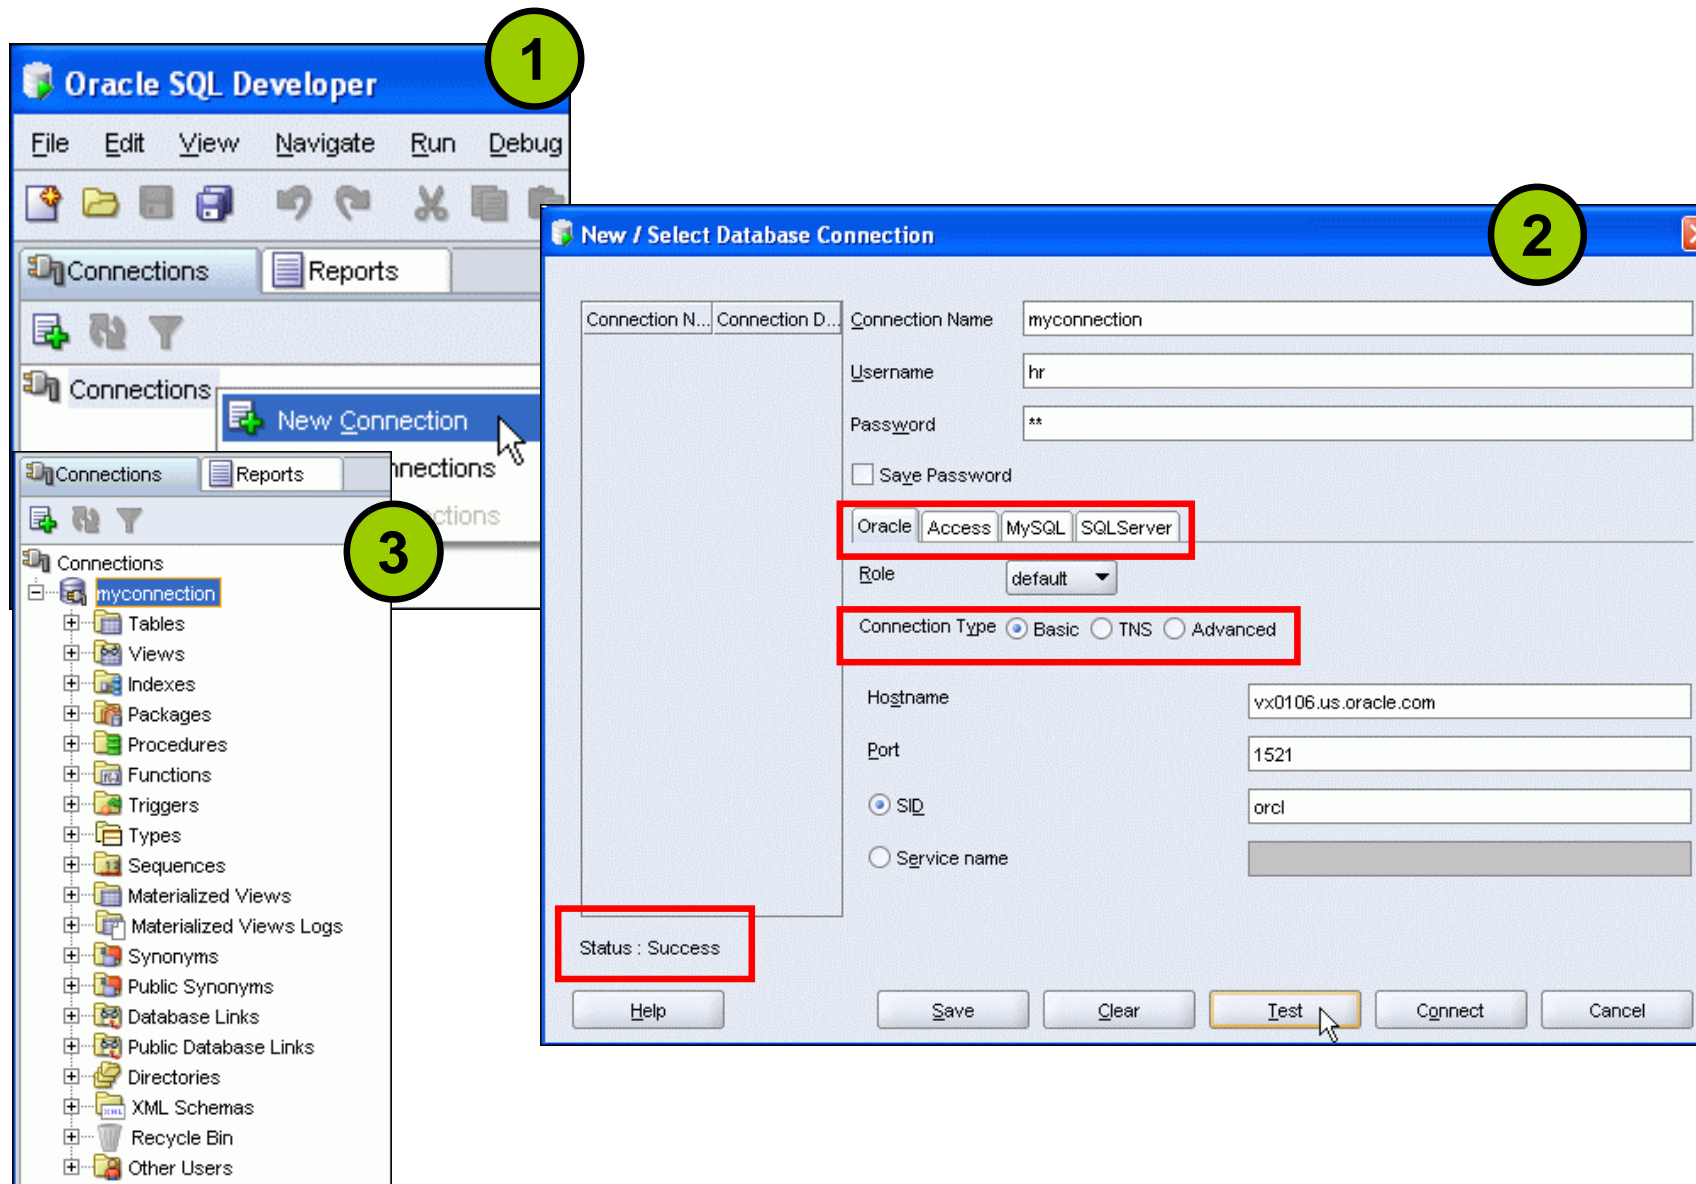 1
Oracle SQL Developer
File Edit View Navigate Run Debug
Connections Reports
Connections
New Connection
nnections
ctions
2
New / Select Database Connection
Connection N... Connection D...
Connection Name myconnection
Username hr
Password **
Save Password
Oracle Access MySQL SQLServer
Role default
Connection Type Basic TNS Advanced
Hostname vx0106.us.oracle.com
Port 1521
SID orcl
Service name
Status : Success
Help Save Clear Test Connect Cancel
3
Connections Reports
Connections
myconnection
Tables
Views
Indexes
Packages
Procedures
Functions
Triggers
Types
Sequences
Materialized Views
Materialized Views Logs
Synonyms
Public Synonyms
Database Links
Public Database Links
Directories
XML Schemas
Recycle Bin
Other Users